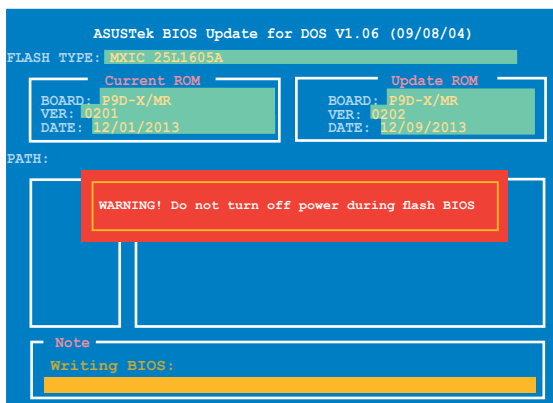 ASUSTek BIOS Update for DOS V1.06 (09/08/04)
FLASH TYPE: MXIC 25L1605A
Current ROM
BOARD: P9D-X/MR
VER: 0201
DATE: 12/01/2013
Update ROM
BOARD: P9D-X/MR
VER: 0202
DATE: 12/09/2013
PATH:
WARNING! Do not turn off power during flash BIOS
Note
Writing BIOS: